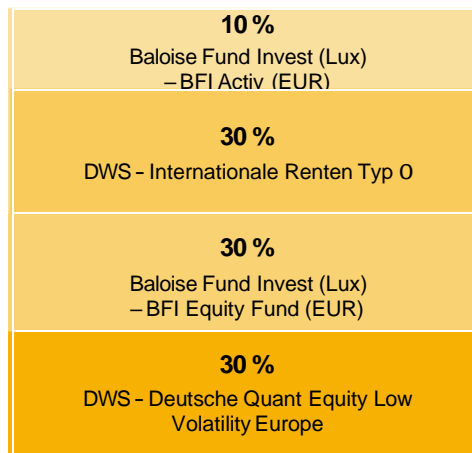 10 %
Baloise Fund Invest (Lux)
– BFI Activ (EUR)
30 %
DWS – Internationale Renten Typ O
30 %
Baloise Fund Invest (Lux)
– BFI Equity Fund (EUR)
30 %
DWS – Deutsche Quant Equity Low
Volatility Europe